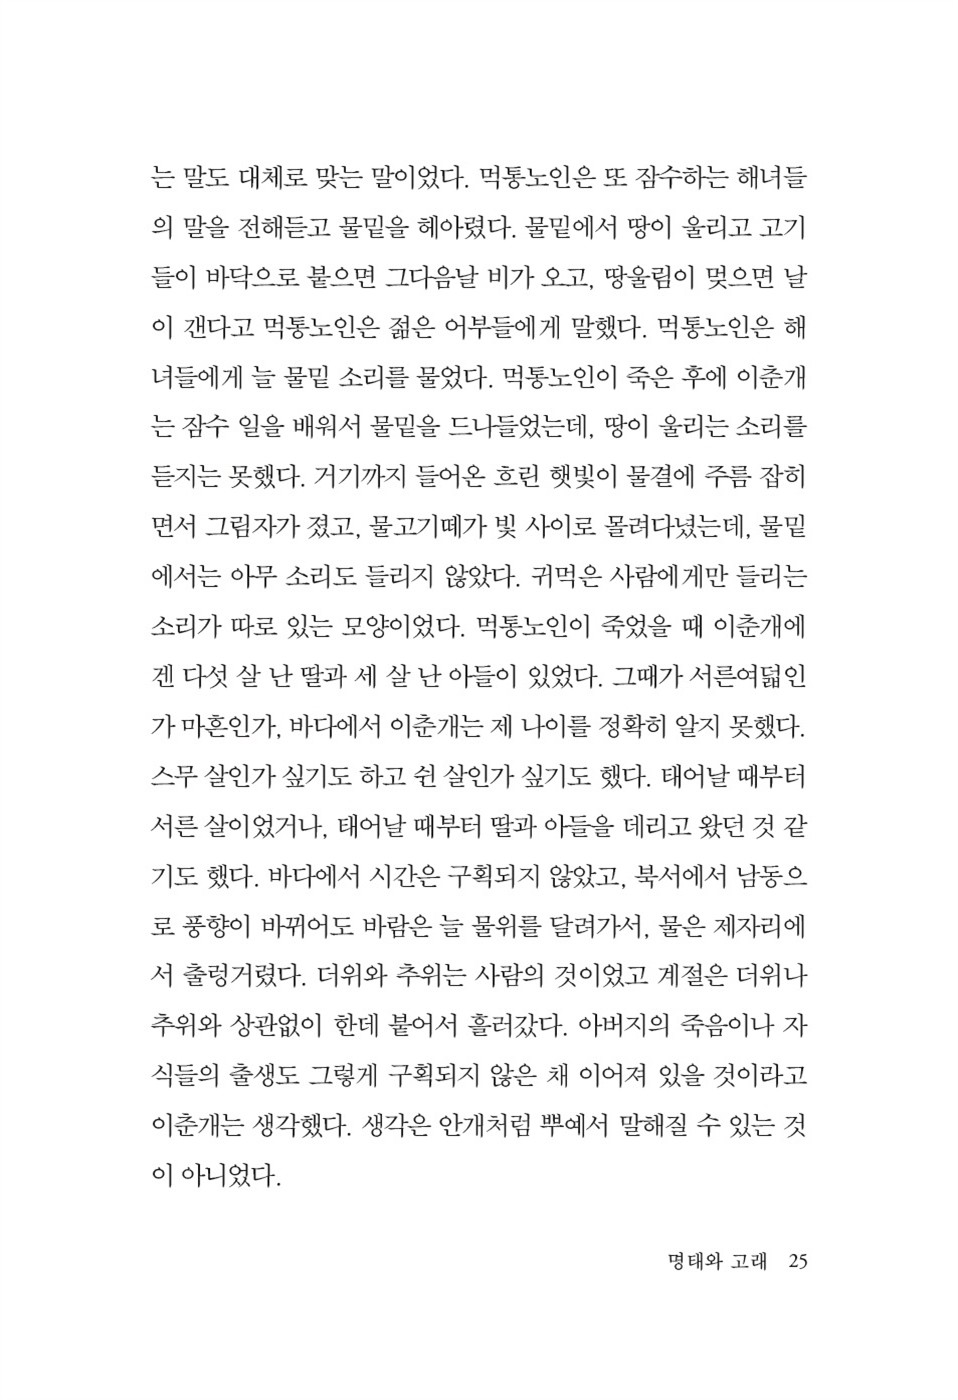 는 말도 대체로 맞는 말이었다. 먹통노인은 또 잠수하는 해녀들
의 말을 전해듣고 물밑을 헤아렸다. 물밑에서 땅이 울리고 고기
들이 바닥으로 붙으면 그다음날 비가 오고, 땅울림이 멎으면 날
이 갠다고 먹통노인은 젊은 어부들에게 말했다. 먹통노인은 해
녀들에게 늘 물밑 소리를 물었다. 먹통노인이 죽은 후에 이춘개
는 잠수 일을 배워서 물밑을 드나들었는데, 땅이 울리는 소리를
듣지는 못했다. 거기까지 들어온 흐린 햇빛이 물결에 주름 잡히
면서 그림자가 졌고, 물고기떼가 빛 사이로 몰려다녔는데, 물밑
에서는 아무 소리도 들리지 않았다. 귀먹은 사람에게만 들리는
소리가 따로 있는 모양이었다. 먹통노인이 죽었을 때 이춘개에
겐 다섯 살 난 딸과 세 살 난 아들이 있었다. 그때가 서른여덟인
가 마흔인가, 바다에서 이춘개는 제 나이를 정확히 알지 못했다.
스무 살인가 싶기도 하고 쉰 살인가 싶기도 했다. 태어날 때부터
서른 살이었거나, 태어날 때부터 딸과 아들을 데리고 왔던 것 같
기도 했다. 바다에서 시간은 구획되지 않았고, 북서에서 남동으
로 풍향이 바뀌어도 바람은 늘 물위를 달려가서, 물은 제자리에
서 출렁거렸다. 더위와 추위는 사람의 것이었고 계절은 더위나
추위와 상관없이 한데 붙어서 흘러갔다. 아버지의 죽음이나 자
식들의 출생도 그렇게 구획되지 않은 채 이어져 있을 것이라고
이춘개는 생각했다. 생각은 안개처럼 뿌예서 말해질 수 있는 것
이 아니었다.
명태와 고래 25